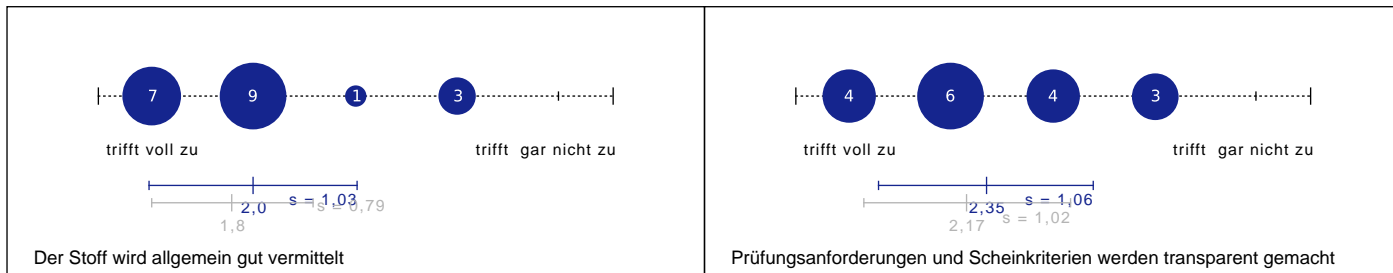 7 9 1 3
trifft voll zu trifft gar nicht zu
s = 1,03
2,0 s = 0,79
1,8
Der Stoff wird allgemein gut vermittelt
4 6 4 3
trifft voll zu trifft gar nicht zu
s = 1,06
2,35
s = 1,02
2,17
Prüfungsanforderungen und Scheinkriterien werden transparent gemacht